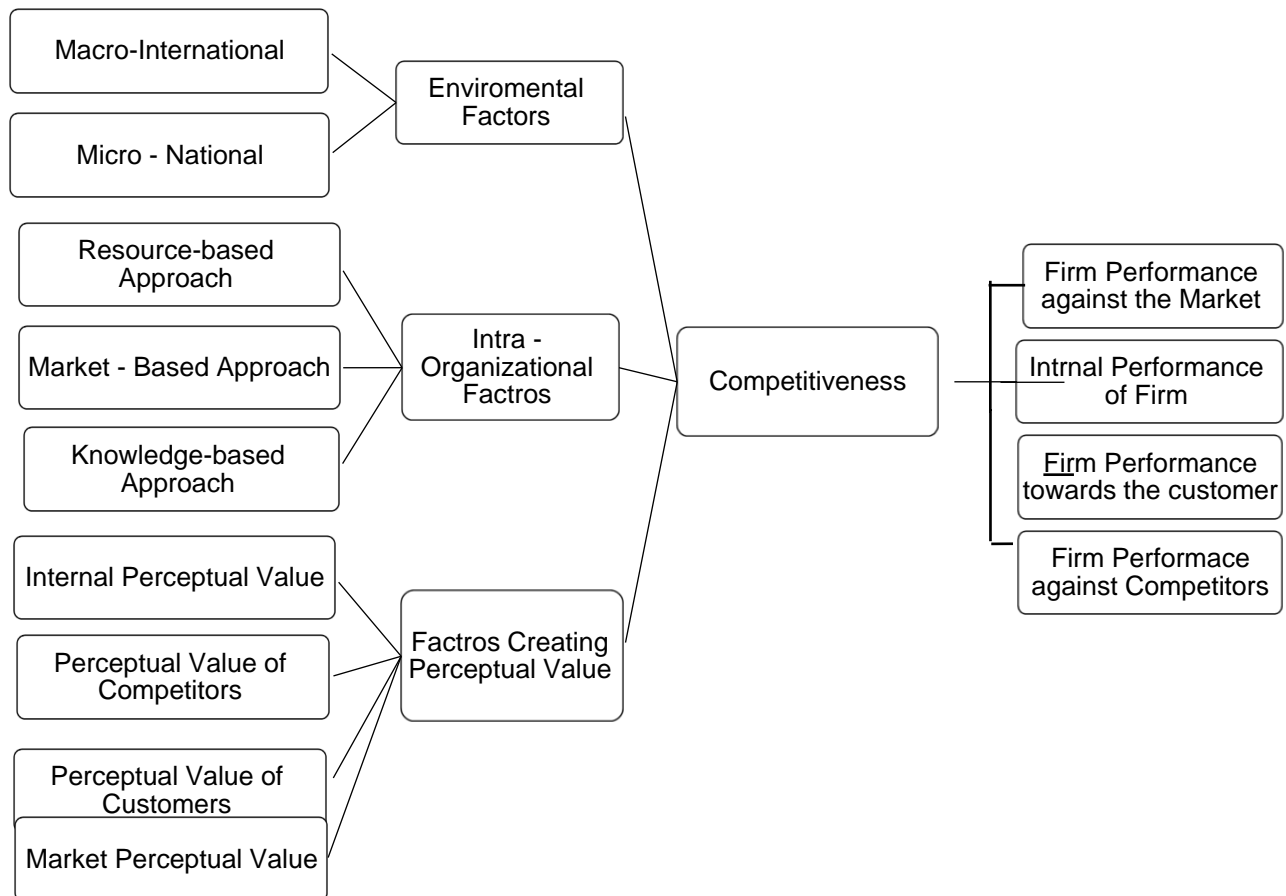 Macro-International
Micro - National
Enviromental
Factors
Resource-based
Approach
Market - Based Approach
Knowledge-based
Approach
Intra -
Organizational
Factros
Internal Perceptual Value
Perceptual Value of
Competitors
Perceptual Value of
Customers
Market Perceptual Value
Factros Creating
Perceptual Value
Competitiveness
Firm Performance
against the Market
Intrnal Performance
of Firm
Firm Performance
towards the customer
Firm Performace
against Competitors